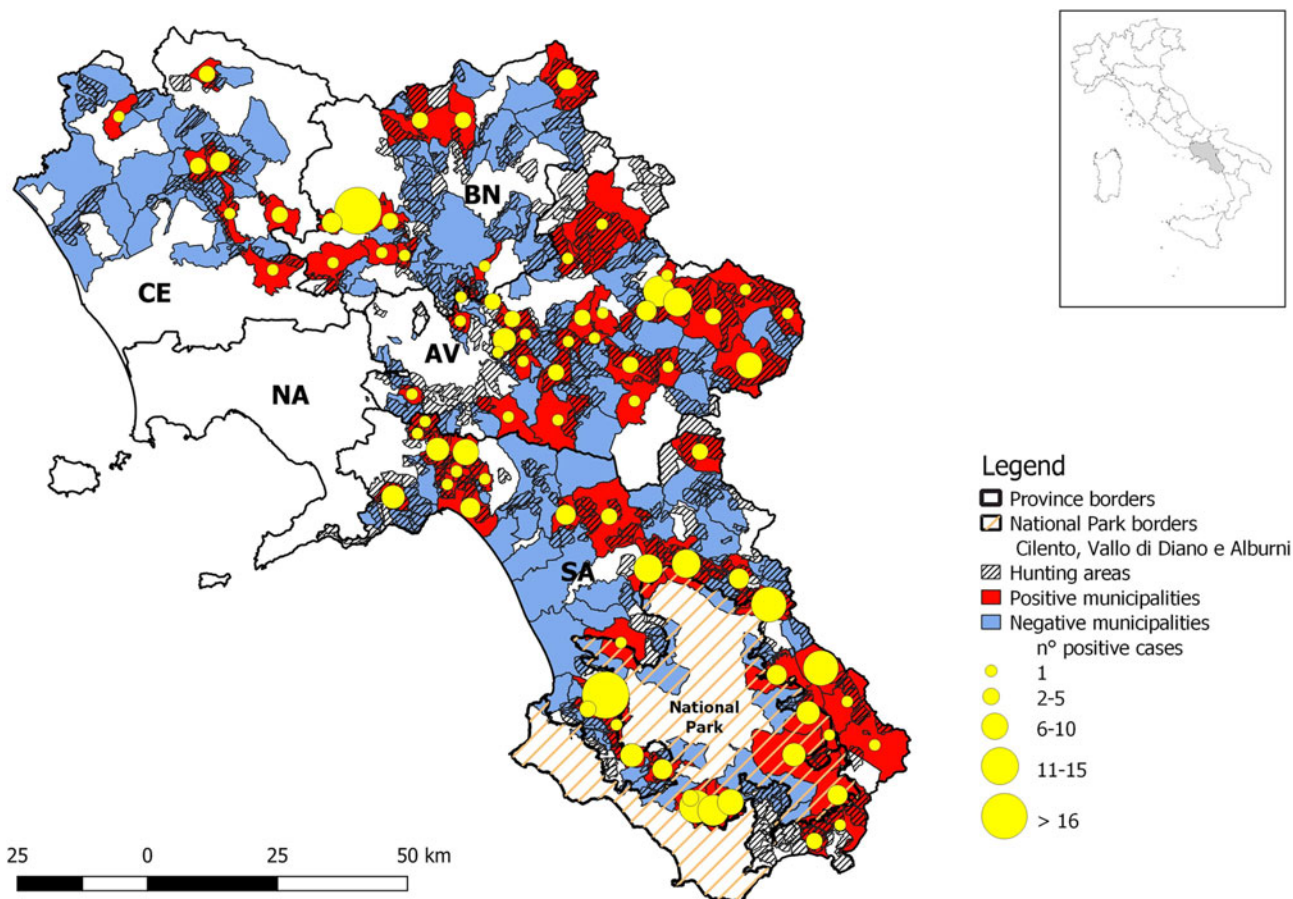 BN
CE
AV
NA
SA
National
Park
Legend
Province borders
National Park borders
Cilento, Vallo di Diano e Alburni
Hunting areas
Positive municipalities
Negative municipalities
n° positive cases
1
2-5
6-10
11-15
> 16
25 0 25 50 km